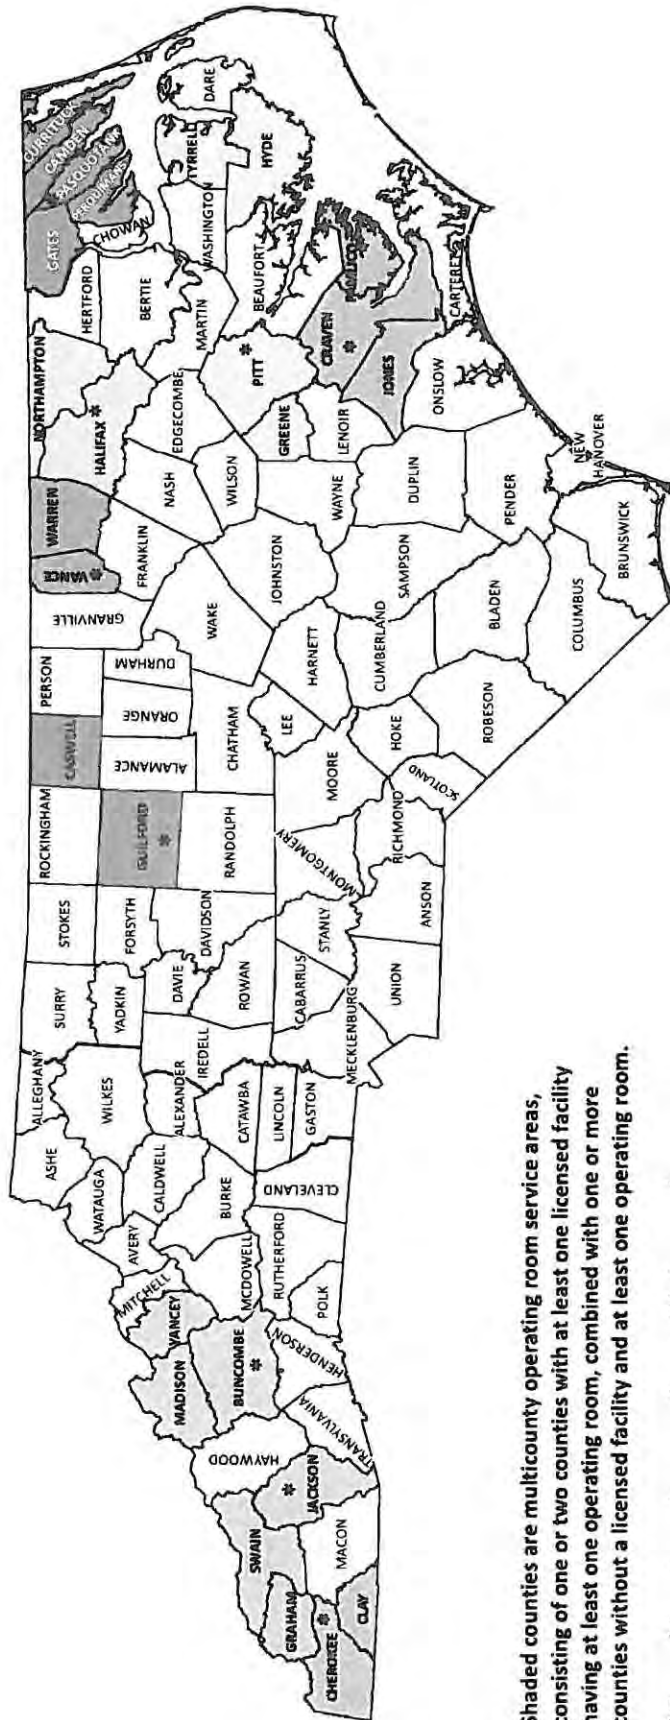 ALLEGHANY
ASHE
SURRY
STOKES
ROCKINGHAM
CASWELL
PERSON
GRANVILLE
VANCE
WARREN
NORTHAMPTON
HALIFAX
HERTFORD
GATES
CURRITUCK
CAMDEN
PASQUOTANK
PERQUIMANS
CHOWAN
WATAUGA
WILKES
YADKIN
FORSYTH
GUILFORD
ALAMANCE
ORANGE
DURHAM
FRANKLIN
NASH
EDGECOMBE
BERTIE
MARTIN
WASHINGTON
TYRRELL
DARE
MITCHELL
AVERY
CALDWELL
ALEXANDER
IREDELL
DAVIE
DAVIDSON
RANDOLPH
CHATHAM
WAKE
JOHNSTON
WILSON
PITT
BEAUFORT
HYDE
MADISON
YANCEY
MCDOWELL
BURKE
CATAWBA
ROWAN
GREENE
WAYNE
LENOIR
CRAVEN
PAMLICO
HAYWOOD
BUNCOMBE
RUTHERFORD
LINCOLN
CABARRUS
STANLY
MONTGOMERY
MOORE
LEE
HARNETT
SWAIN
JACKSON
TRANSYLVANIA
HENDERSON
POLK
CLEVELAND
GASTON
MECKLENBURG
UNION
ANSON
RICHMOND
SCOTLAND
HOKE
CUMBERLAND
SAMPSON
DUPLIN
JONES
CARTERET
GRAHAM
CHEROKEE
CLAY
MACON
ROBESON
BLADEN
PENDER
ONSLOW
COLUMBUS
BRUNSWICK
NEW
HANOVER
Shaded counties are multicounty operating room service areas,
consisting of one or two counties with at least one licensed facility
having at least one operating room, combined with one or more
counties without a licensed facility and at least one operating room.